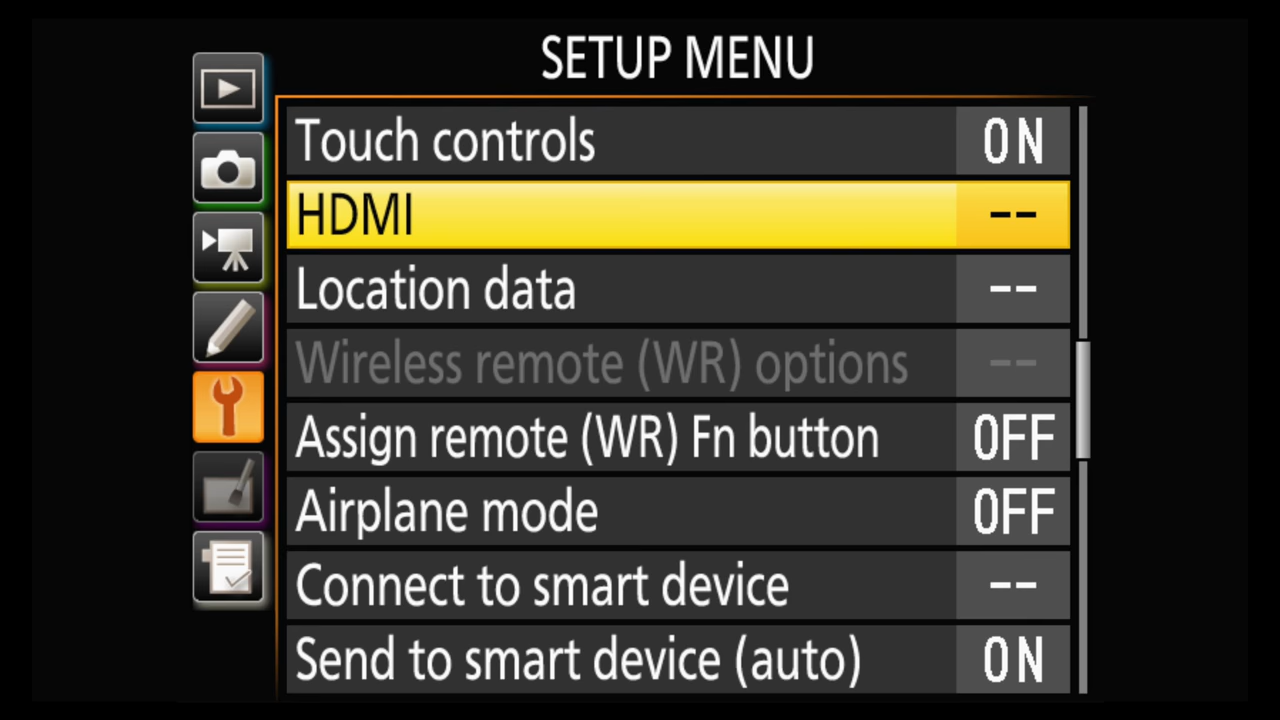 SETUP MENU
Touch controls ON
HDMI --
Location data --
Wireless remote (WR) options --
Assign remote (WR) Fn button OFF
Airplane mode OFF
Connect to smart device --
Send to smart device (auto) ON